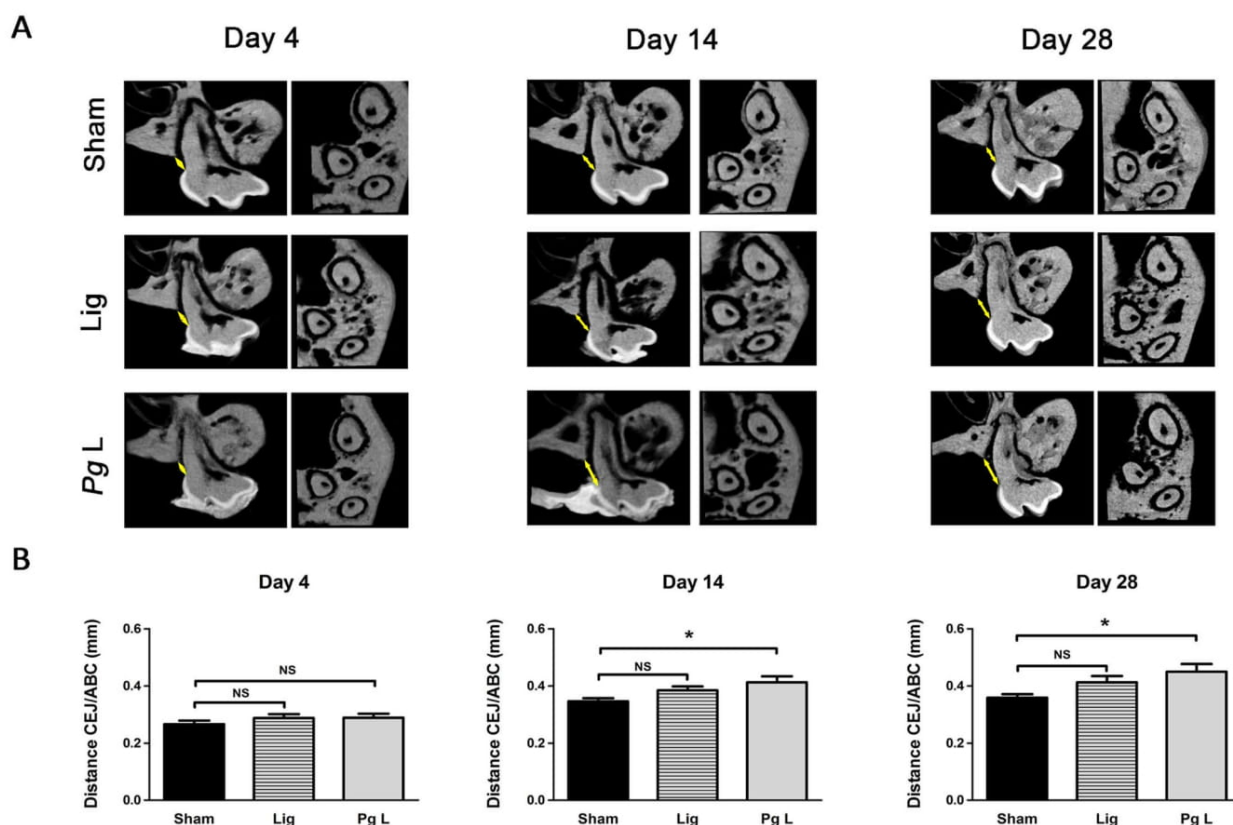 A
Day 4
Day 14
Day 28
Sham
Lig
Pg L
B
Day 4
Distance CEJ/ABC (mm)
0.6
0.4
0.2
0.0
NS
NS
Sham Lig Pg L
Day 14
Distance CEJ/ABC (mm)
0.6
0.4
0.2
0.0
*
NS
Sham Lig Pg L
Day 28
Distance CEJ/ABC (mm)
0.6
0.4
0.2
0.0
*
NS
Sham Lig Pg L